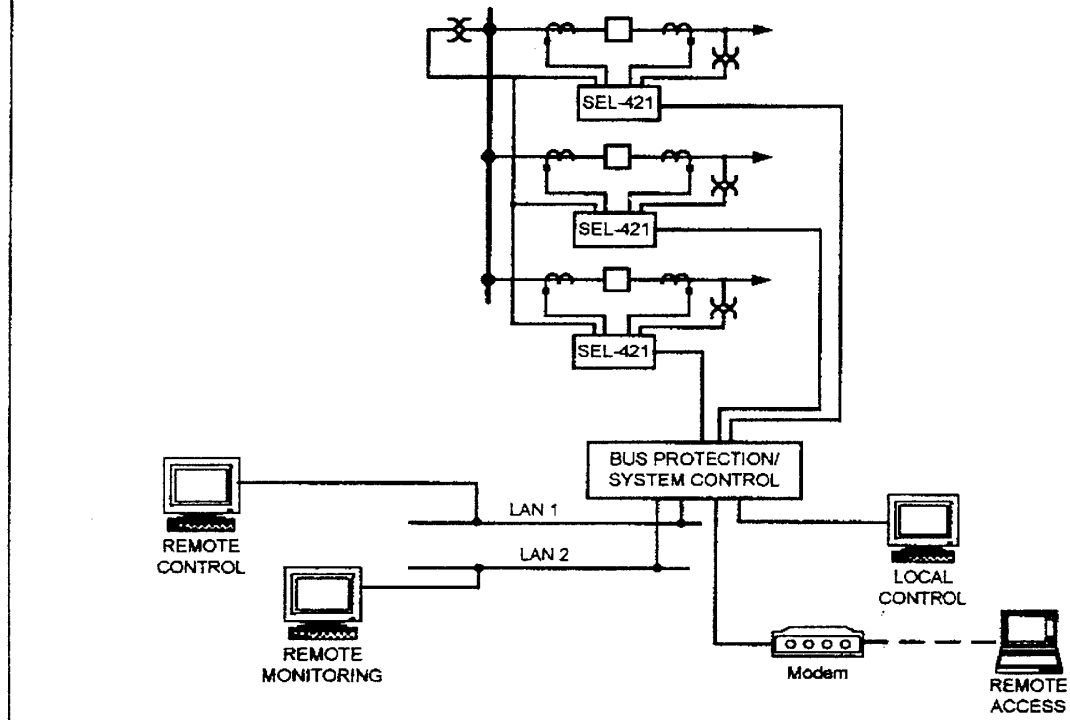 SEL-421
SEL-421
SEL-421
BUS PROTECTION/
SYSTEM CONTROL
LAN 1
REMOTE
CONTROL
LAN 2
LOCAL
CONTROL
REMOTE
MONITORING
Modem
REMOTE
ACCESS